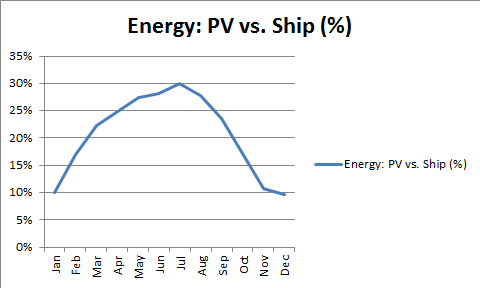 Energy: PV vs. Ship (%)
35%
30%
25%
20%
15%
10%
5%
0%
Jan
Feb
Mar
Apr
May
Jun
Jul
Aug
Sep
Oct
Nov
Dec
Energy: PV vs. Ship (%)